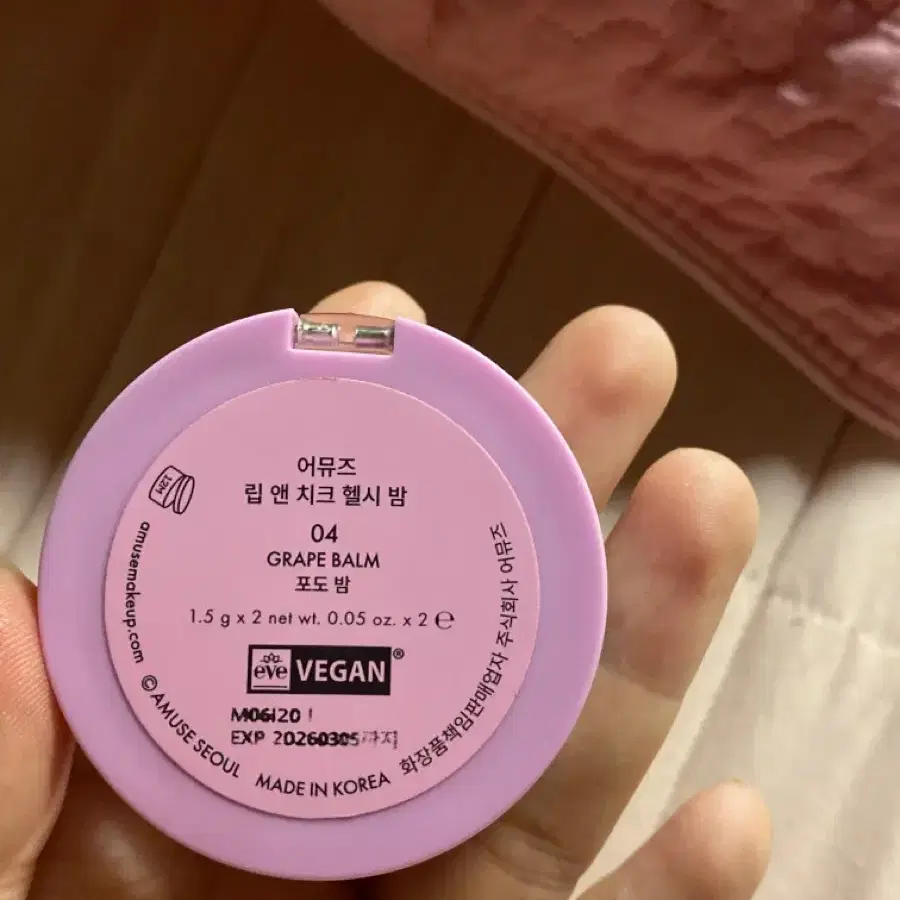 어뮤즈
립 앤 치크 헬시 밤
04
GRAPE BALM
포도 밤
1.5 g x 2 net wt. 0.05 oz. x 2 ℮
eve VEGAN®
M06I20 I
EXP 20260305까지
12M
amusemakeup.com
© AMUSE SEOUL
MADE IN KOREA
화장품책임판매업자 주식회사 어뮤즈